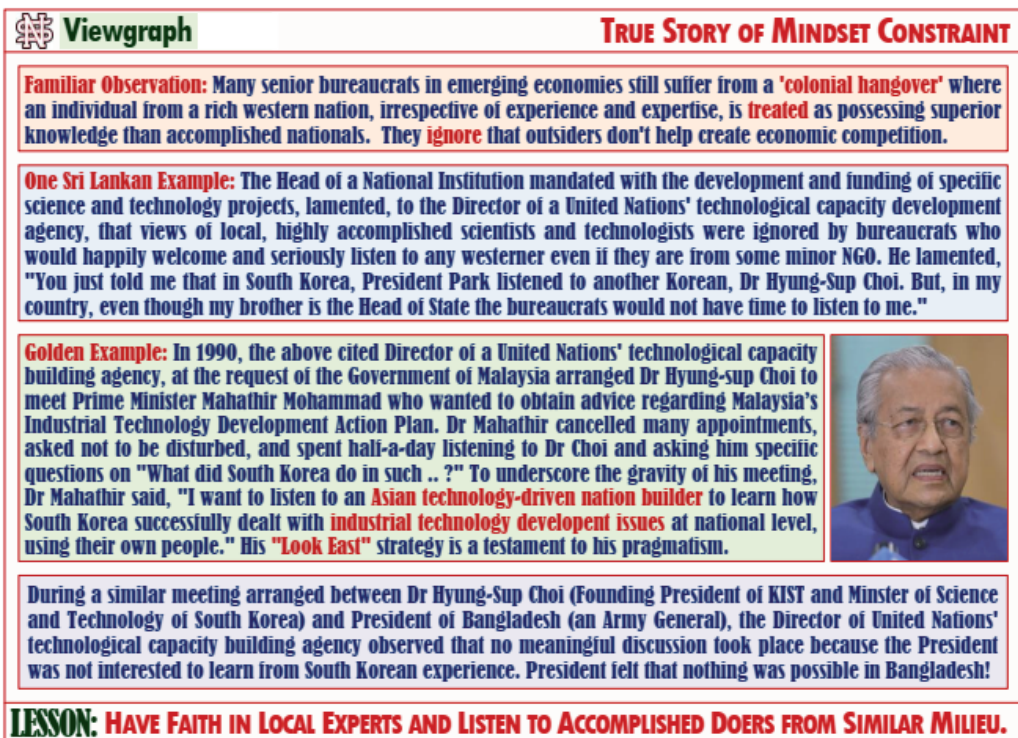 Viewgraph
TRUE STORY OF MINDSET CONSTRAINT
Familiar Observation: Many senior bureaucrats in emerging economies still suffer from a 'colonial hangover' where
an individual from a rich western nation, irrespective of experience and expertise, is treated as possessing superior
knowledge than accomplished nationals. They ignore that outsiders don't help create economic competition.
One Sri Lankan Example: The Head of a National Institution mandated with the development and funding of specific
science and technology projects, lamented, to the Director of a United Nations' technological capacity development
agency, that views of local, highly accomplished scientists and technologists were ignored by bureaucrats who
would happily welcome and seriously listen to any westerner even if they are from some minor NGO. He lamented,
"You just told me that in South Korea, President Park listened to another Korean, Dr Hyung-Sup Choi. But, in my
country, even though my brother is the Head of State the bureaucrats would not have time to listen to me."
Golden Example: In 1990, the above cited Director of a United Nations' technological capacity
building agency, at the request of the Government of Malaysia arranged Dr Hyung-sup Choi to
meet Prime Minister Mahathir Mohammad who wanted to obtain advice regarding Malaysia's
Industrial Technology Development Action Plan. Dr Mahathir cancelled many appointments,
asked not to be disturbed, and spent half-a-day listening to Dr Choi and asking him specific
questions on "What did South Korea do in such .. ?" To underscore the gravity of his meeting,
Dr Mahathir said, "I want to listen to an Asian technology-driven nation builder to learn how
South Korea successfully dealt with industrial technology developent issues at national level,
using their own people." His "Look East" strategy is a testament to his pragmatism.
During a similar meeting arranged between Dr Hyung-Sup Choi (Founding President of KIST and Minster of Science
and Technology of South Korea) and President of Bangladesh (an Army General), the Director of United Nations'
technological capacity building agency observed that no meaningful discussion took place because the President
was not interested to learn from South Korean experience. President felt that nothing was possible in Bangladesh!
LESSON: HAVE FAITH IN LOCAL EXPERTS AND LISTEN TO ACCOMPLISHED DOERS FROM SIMILAR MILIEU.